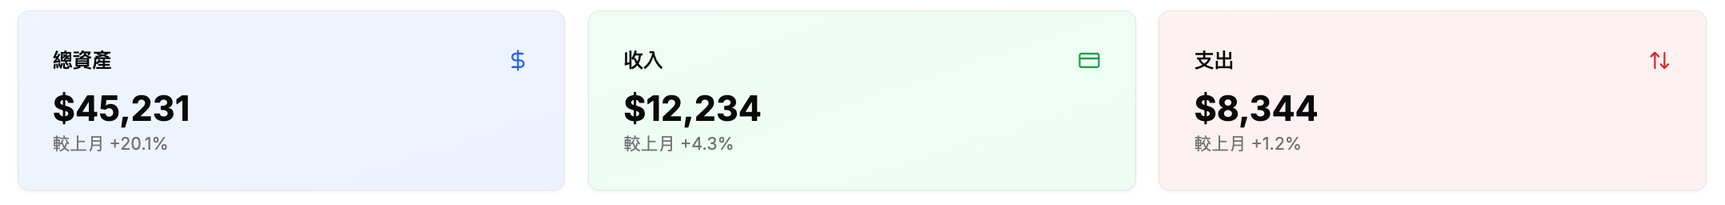 總資產
$45,231
較上月 +20.1%
收入
$12,234
較上月 +4.3%
支出
$8,344
較上月 +1.2%